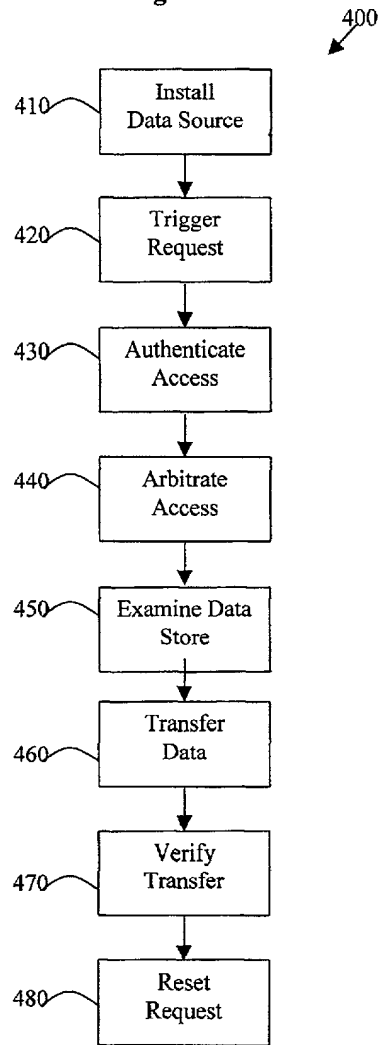 400
410
Install
Data Source
420
Trigger
Request
430
Authenticate
Access
440
Arbitrate
Access
450
Examine Data
Store
460
Transfer
Data
470
Verify
Transfer
480
Reset
Request